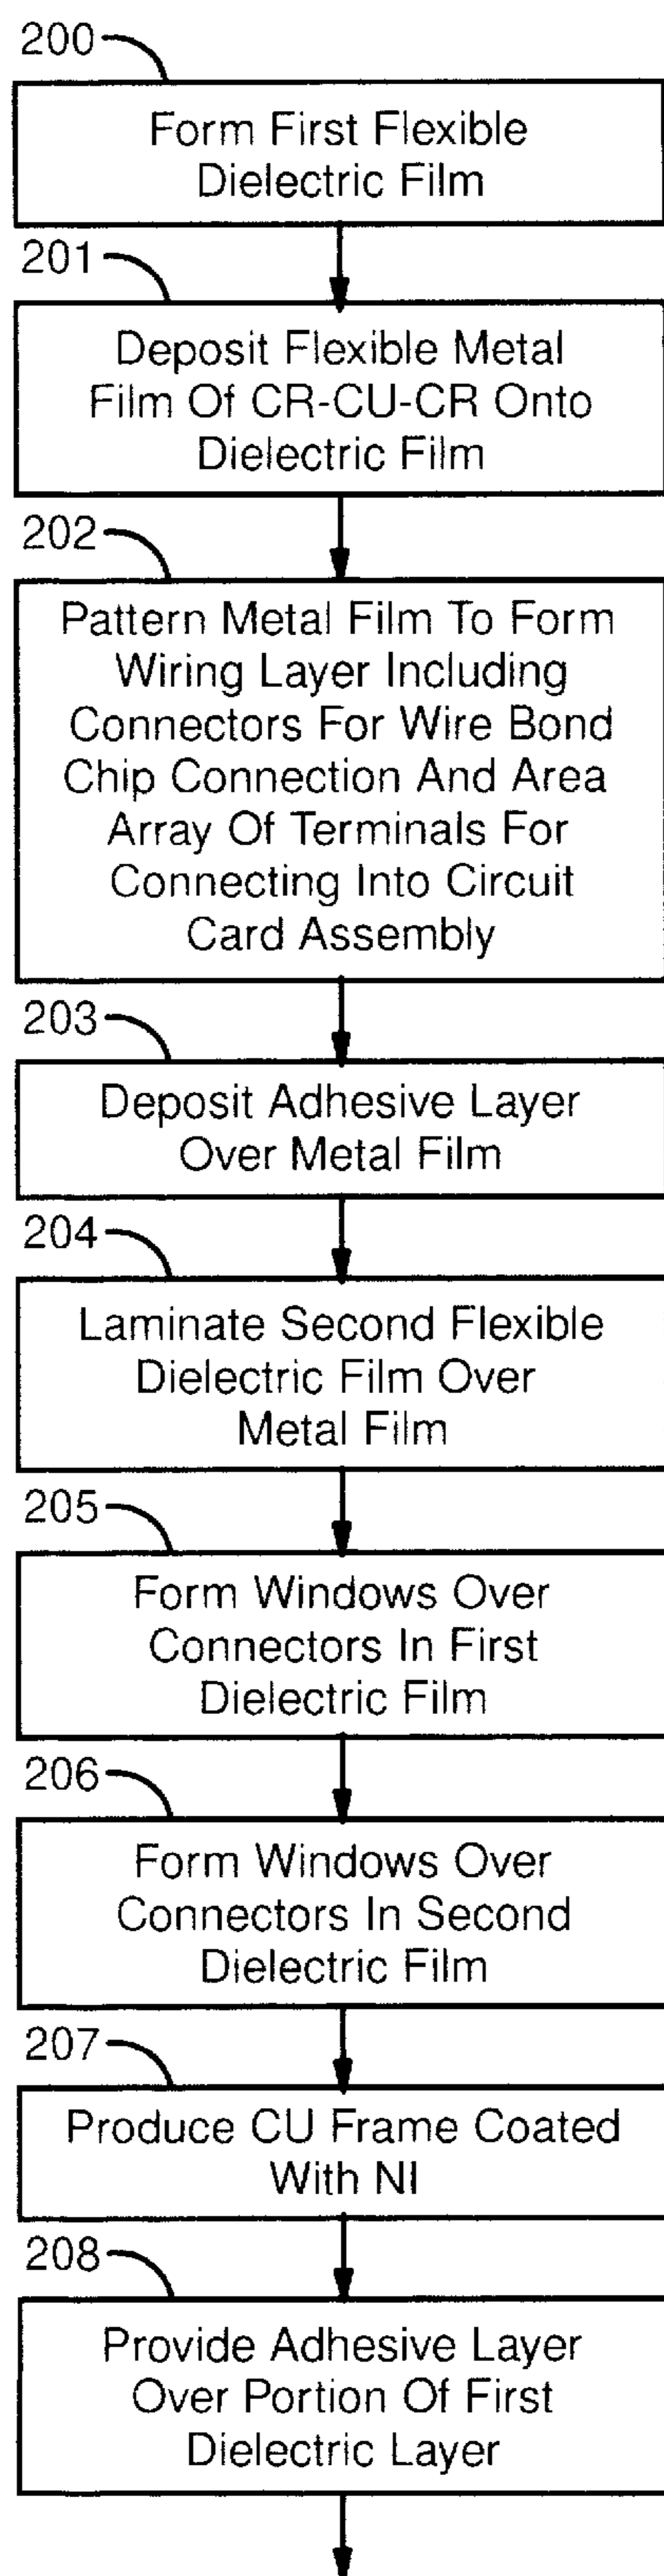 200
Form First Flexible
Dielectric Film
201
Deposit Flexible Metal
Film Of CR-CU-CR Onto
Dielectric Film
202
Pattern Metal Film To Form
Wiring Layer Including
Connectors For Wire Bond
Chip Connection And Area
Array Of Terminals For
Connecting Into Circuit
Card Assembly
203
Deposit Adhesive Layer
Over Metal Film
204
Laminate Second Flexible
Dielectric Film Over
Metal Film
205
Form Windows Over
Connectors In First
Dielectric Film
206
Form Windows Over
Connectors In Second
Dielectric Film
207
Produce CU Frame Coated
With NI
208
Provide Adhesive Layer
Over Portion Of First
Dielectric Layer